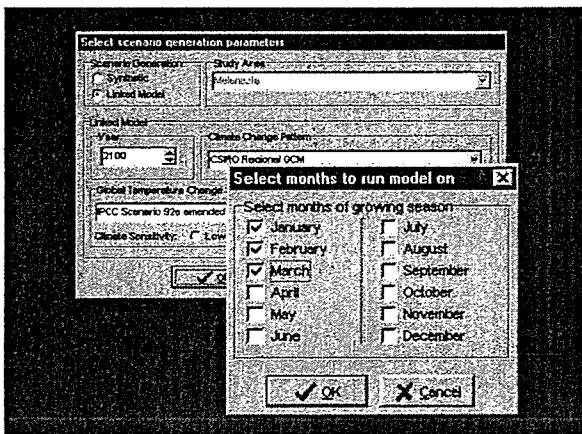 Select scenario generation parameters
Scenario Generation
Study Area
Synthetic
Linked Model
Melanesia
Linked Model
Year
Climate Change Pattern
2100
CSIRO Regional GCM
Global Temperature Change
IPCC Scenario 92e amended
Climate Sensitivity:
Low
Select months to run model on
Select months of growing season
January
July
February
August
March
September
April
October
May
November
June
December
OK
Cancel